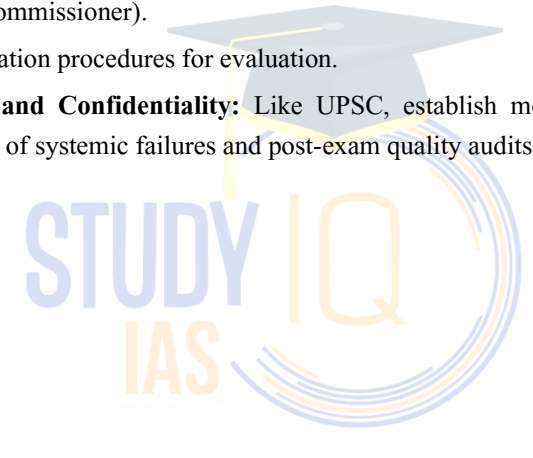 ommissioner).
ation procedures for evaluation.
and Confidentiality: Like UPSC, establish me
of systemic failures and post-exam quality audits
STUDY IQ
IAS